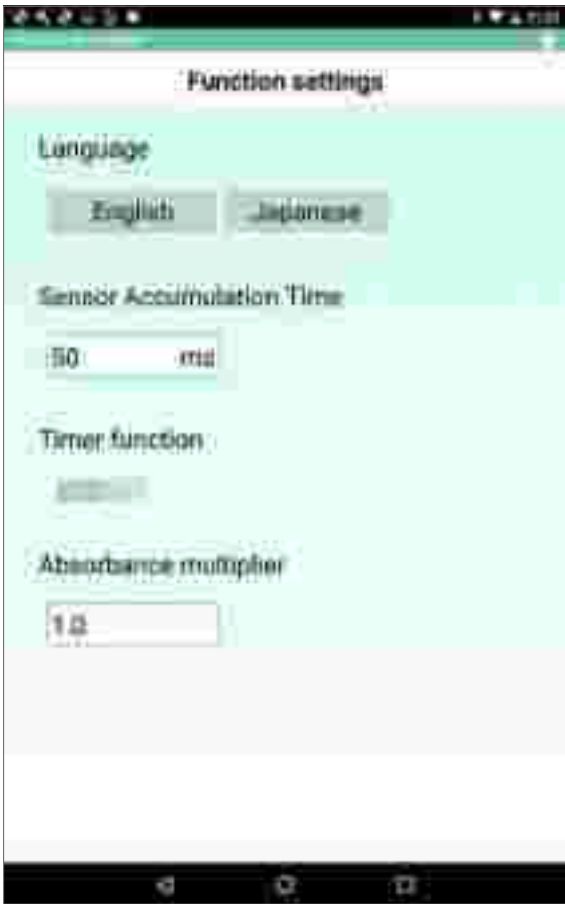 Function settings
Language
English Japanese
Sensor Accumulation Time
50 ms
Timer function
Absorbance multiplier
1.0